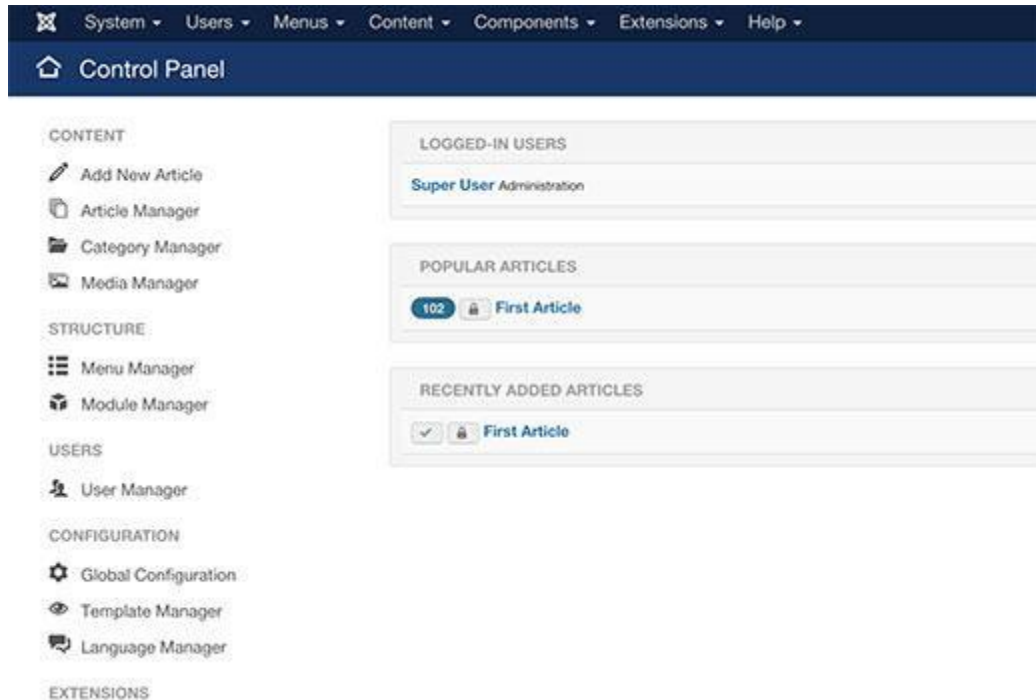 System Users Menus Content Components Extensions Help
Control Panel
CONTENT
Add New Article
Article Manager
Category Manager
Media Manager
STRUCTURE
Menu Manager
Module Manager
USERS
User Manager
CONFIGURATION
Global Configuration
Template Manager
Language Manager
EXTENSIONS
LOGGED-IN USERS
Super User Administration
POPULAR ARTICLES
102 First Article
RECENTLY ADDED ARTICLES
First Article